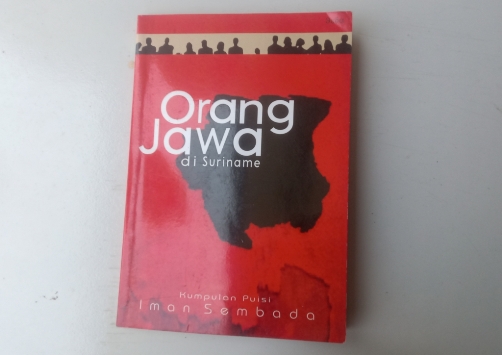 Orang
Jawa
di Suriname
Kumpulan Puisi
Iman Sembada